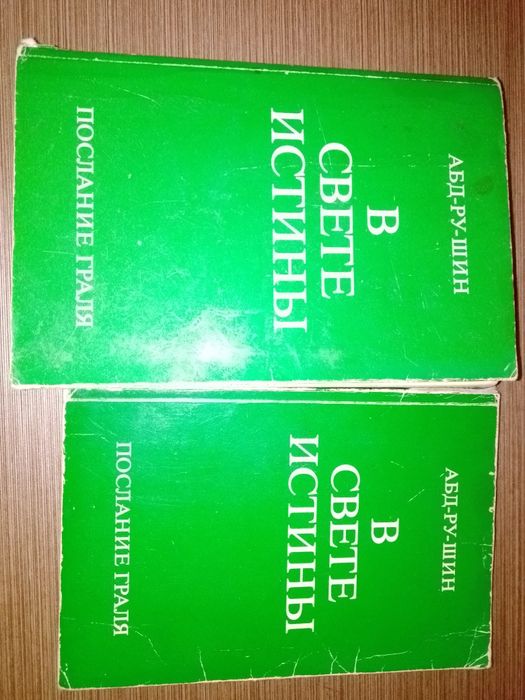 АБД-РУ-ШИН
В
СВЕТЕ
ИСТИНЫ
ПОСЛАНИЕ ГРАЛЯ
АБД-РУ-ШИН
В
СВЕТЕ
ИСТИНЫ
ПОСЛАНИЕ ГРАЛЯ